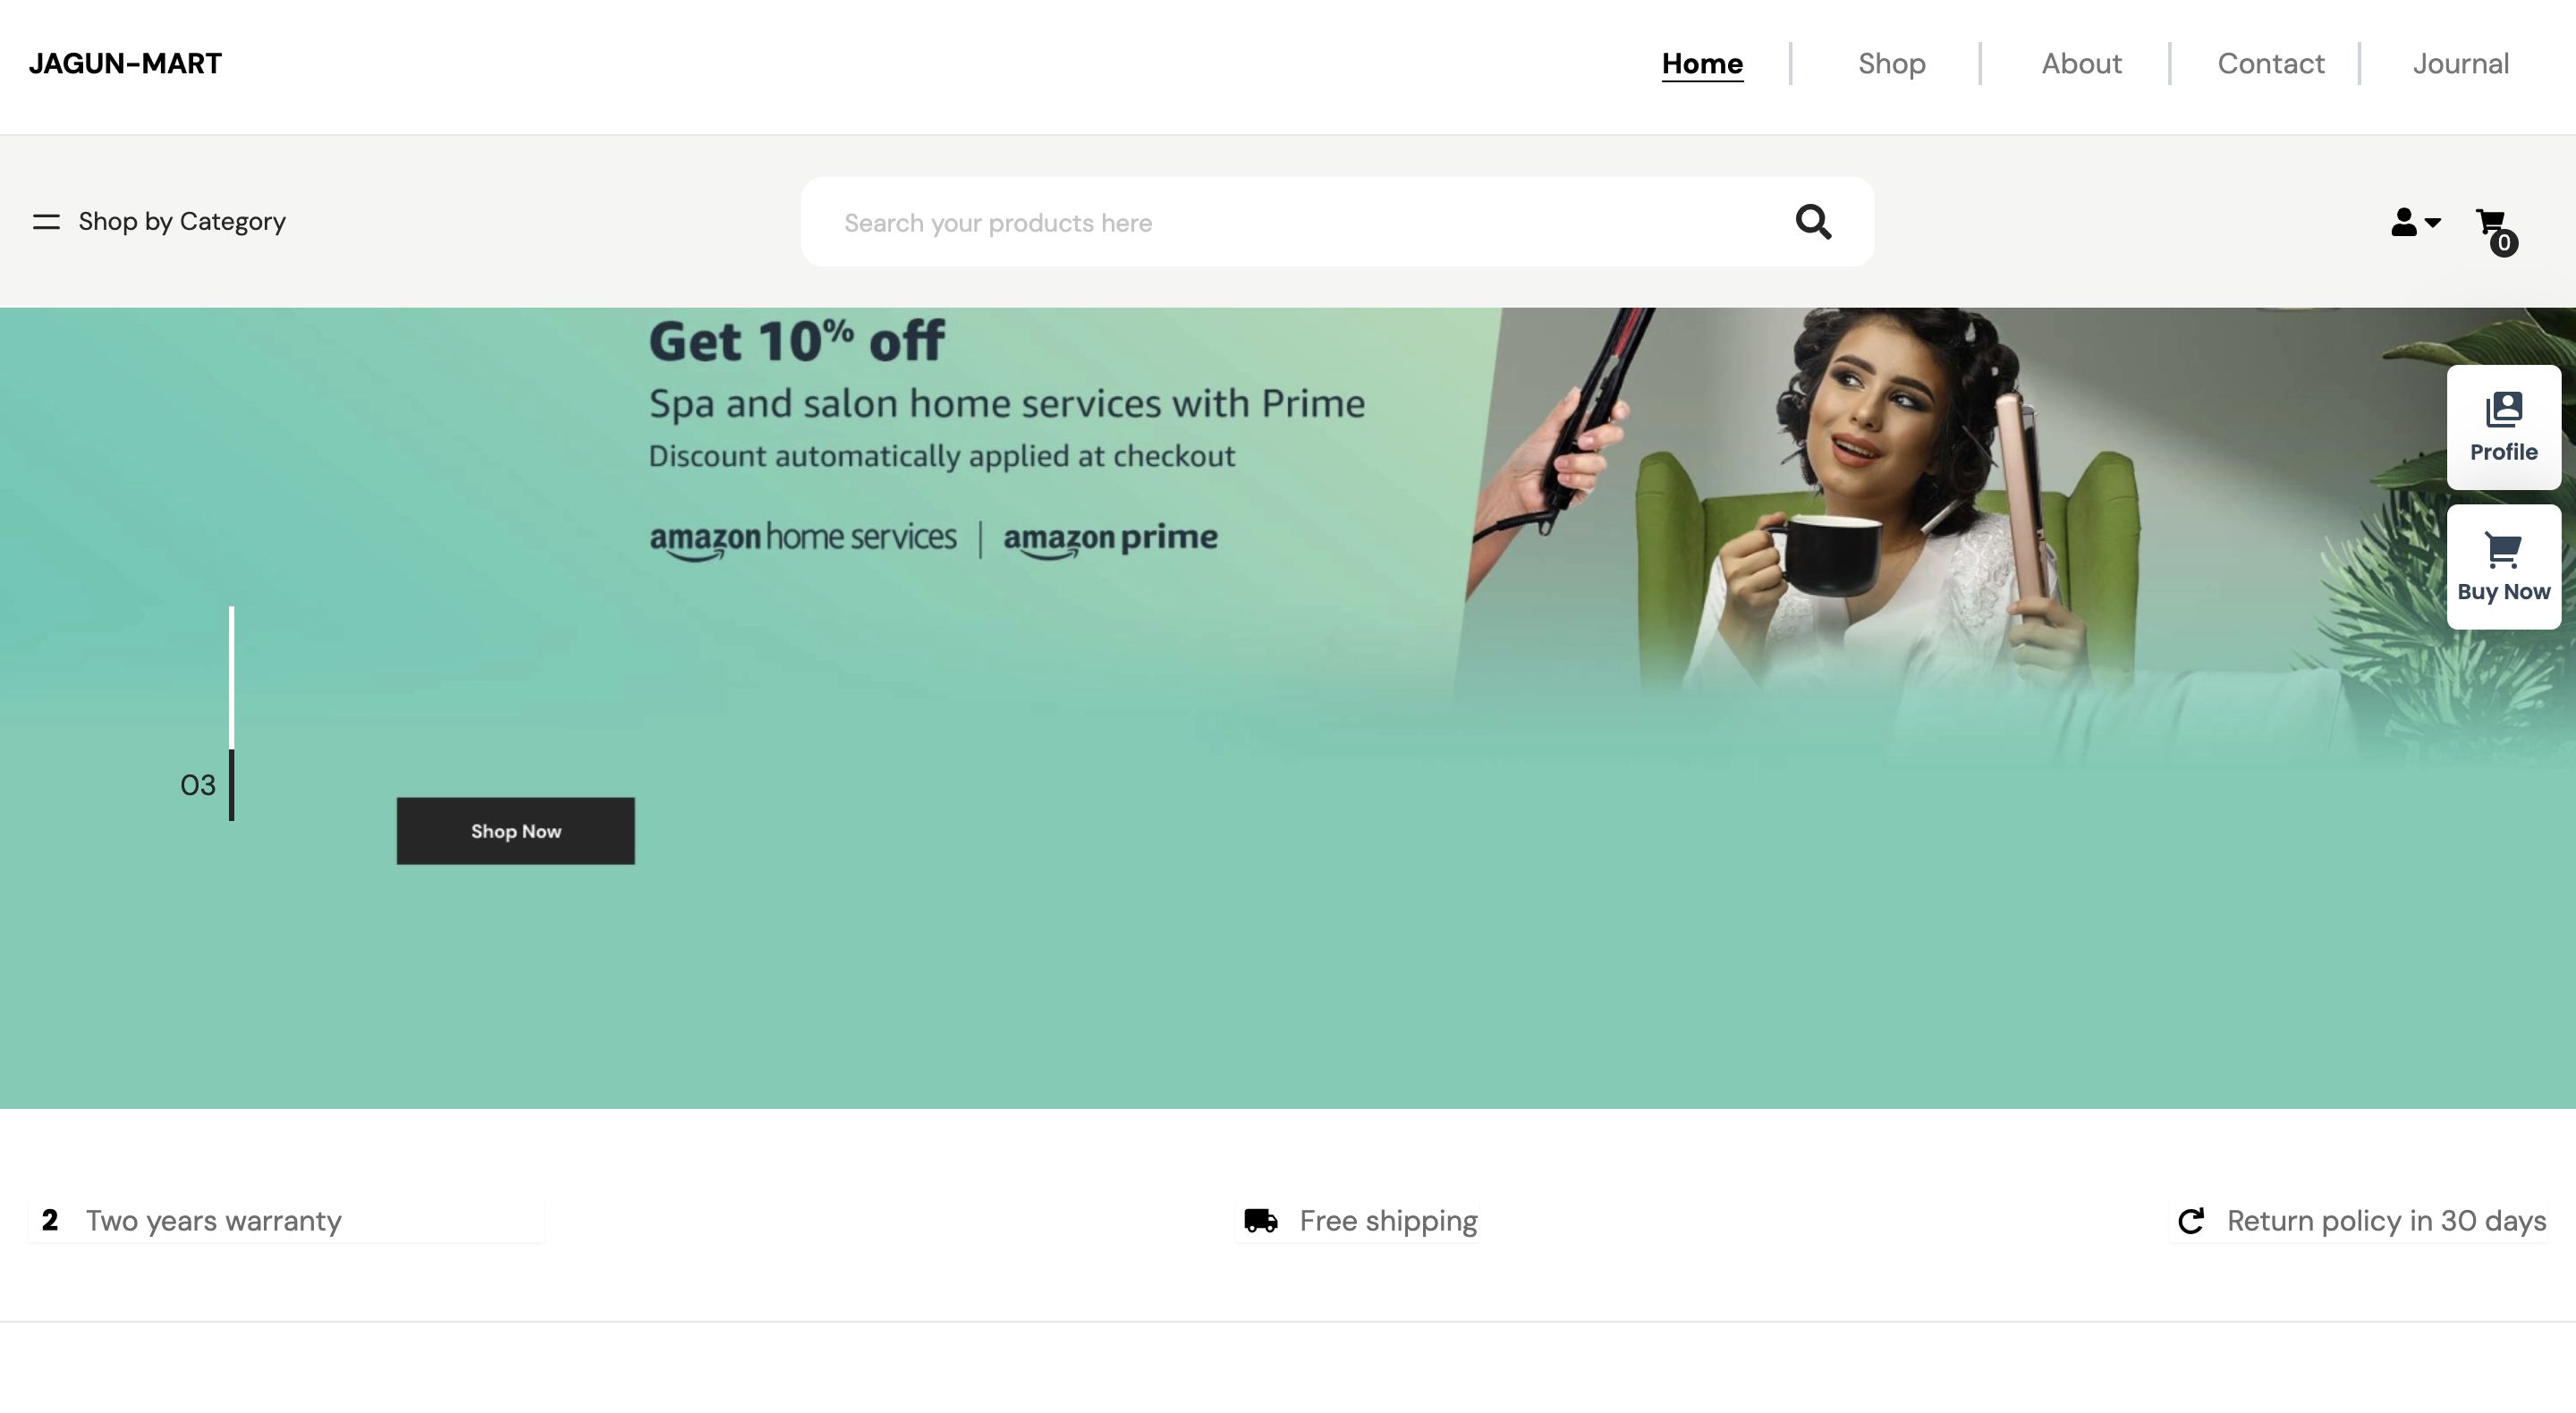 JAGUN-MART
Home
Shop
About
Contact
Journal
Shop by Category
Search your products here
0
Get 10% off
Spa and salon home services with Prime
Discount automatically applied at checkout
amazon home services | amazon prime
Profile
Buy Now
03
Shop Now
2 Two years warranty
Free shipping
Return policy in 30 days